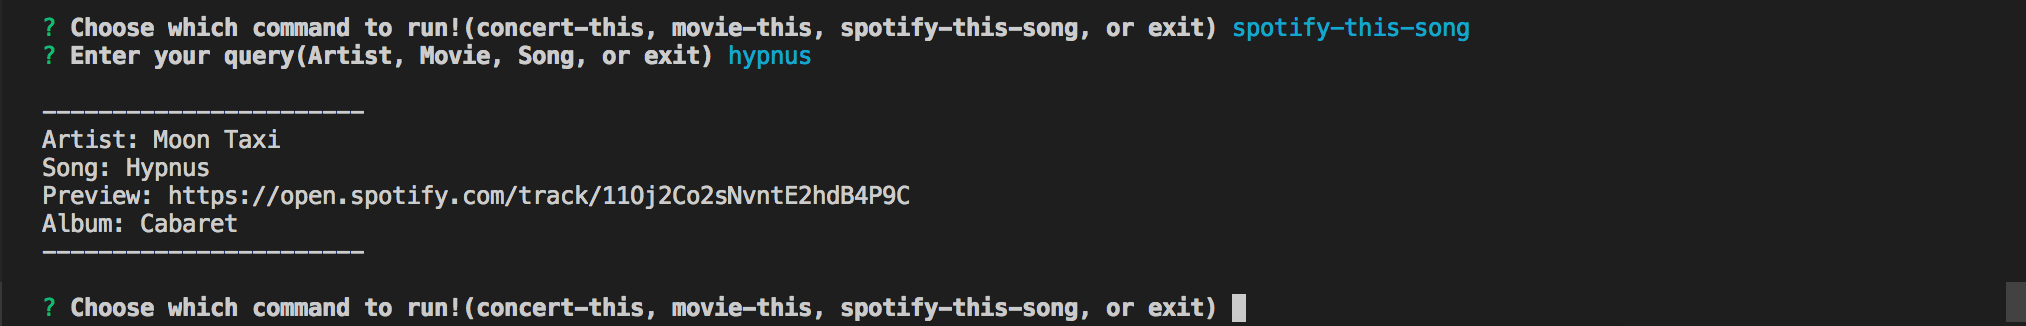 ? Choose which command to run!(concert-this, movie-this, spotify-this-song, or exit) spotify-this-song
? Enter your query(Artist, Movie, Song, or exit) hypnus
-----------------------
Artist: Moon Taxi
Song: Hypnus
Preview: https://open.spotify.com/track/11Oj2Co2sNvntE2hdB4P9C
Album: Cabaret
-----------------------
? Choose which command to run!(concert-this, movie-this, spotify-this-song, or exit)